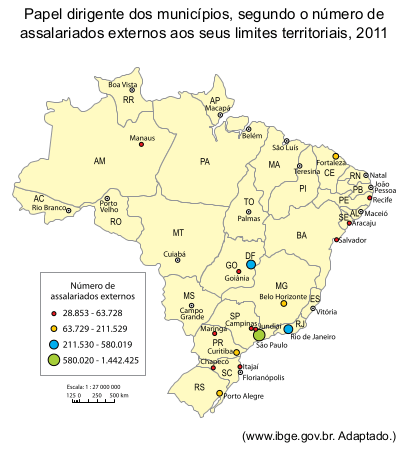 Papel dirigente dos municípios, segundo o número de
assalariados externos aos seus limites territoriais, 2011
Boa Vista
RR
AP
Macapá
Belém
São Luís
Manaus
Fortaleza
AM
PA
MA
Teresina
CE
RN
Natal
PB
João
Pessoa
PI
PE
Recife
AC
Rio Branco
Porto
Velho
RO
TO
Palmas
AL
Maceió
SE
Aracaju
MT
BA
Salvador
Cuiabá
GO
DF
Goiânia
MG
Belo Horizonte
ES
Vitória
MS
Campo
Grande
SP
Campinas
Jundiaí
RJ
Rio de Janeiro
Maringá
São Paulo
PR
Curitiba
Chapecó
SC
Itajaí
Florianópolis
RS
Porto Alegre
Número de
assalariados externos
28.853 - 63.728
63.729 - 211.529
211.530 - 580.019
580.020 - 1.442.425
Escala: 1 : 27 000 000
125 0 250 500 km
(www.ibge.gov.br. Adaptado.)